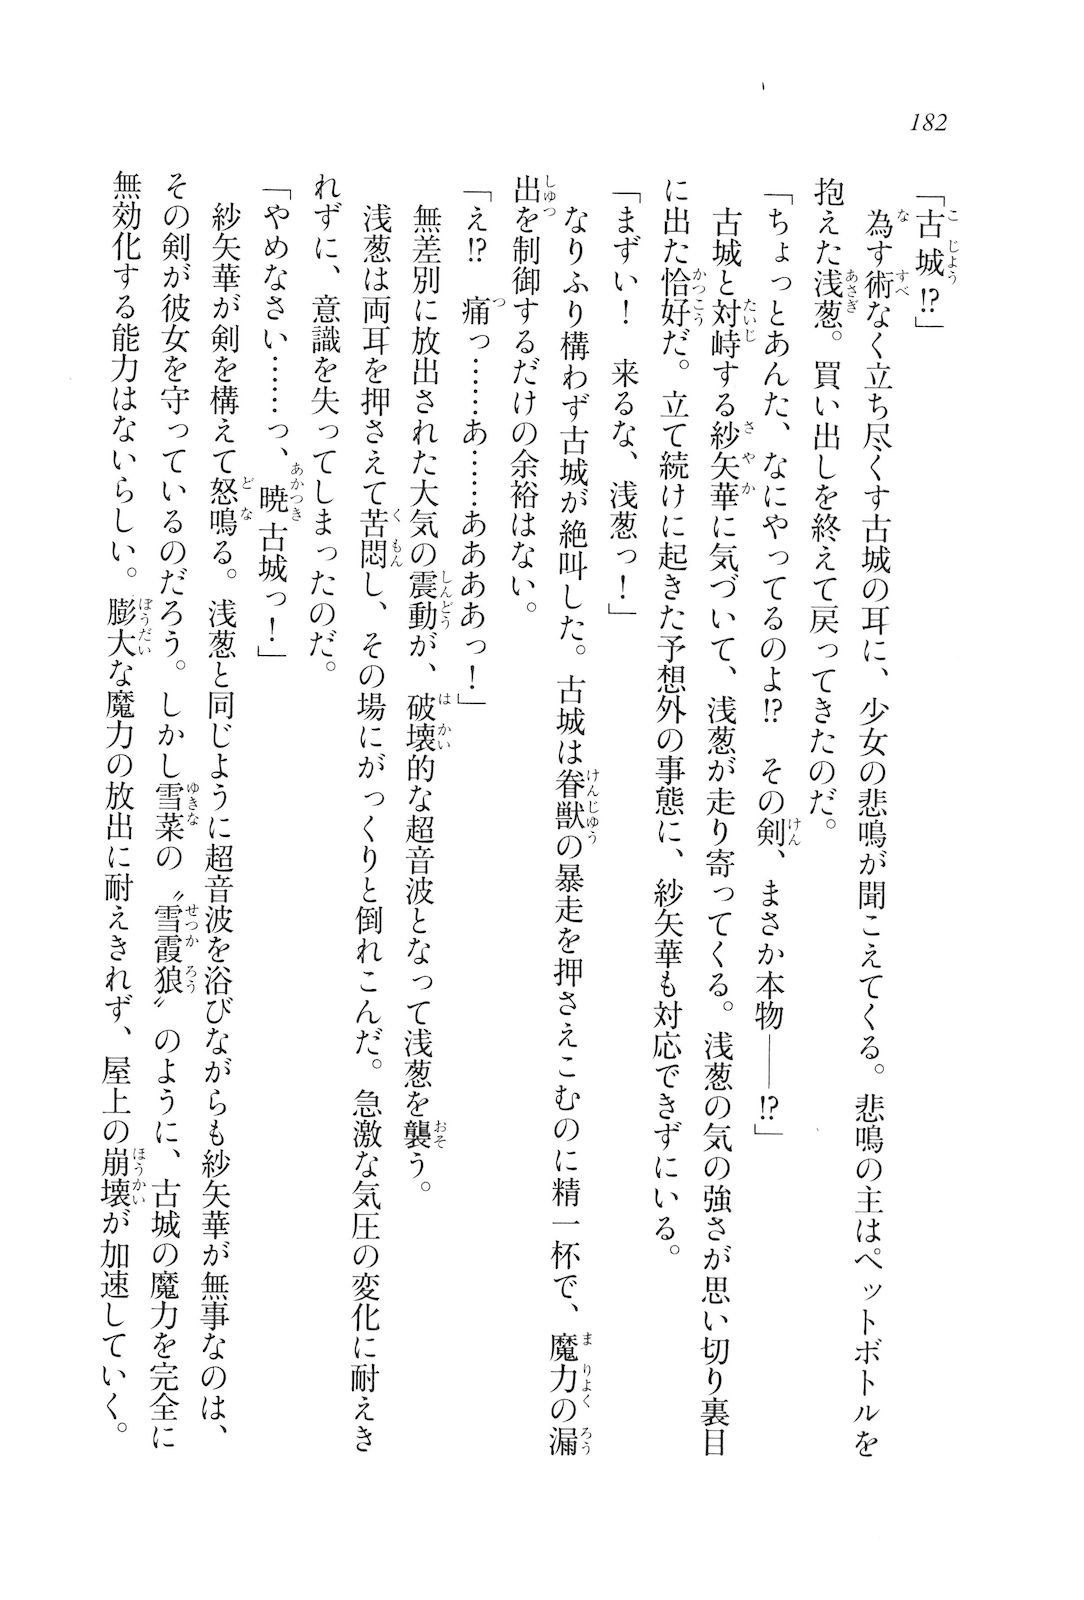 182
「古城!?」
為す術なく立ち尽くす古城の耳に、少女の悲鳴が聞こえてくる。悲鳴の主はペットボトルを
抱えた浅葱。買い出しを終えて戻ってきたのだ。
「ちょっとあんた、なにやってるのよ!?　その剣、まさか本物――!?」
古城と対峙する紗矢華に気づいて、浅葱が走り寄ってくる。浅葱の気の強さが思い切り裏目
に出た恰好だ。立て続けに起きた予想外の事態に、紗矢華も対応できずにいる。
「まずい！　来るな、浅葱っ！」
なりふり構わず古城が絶叫した。古城は眷獣の暴走を押さえこむのに精一杯で、魔力の漏
出を制御するだけの余裕はない。
「え!?　痛っ……あ……ああああっ！」
無差別に放出された大気の震動が、破壊的な超音波となって浅葱を襲う。
浅葱は両耳を押さえて苦悶し、その場にがっくりと倒れこんだ。急激な気圧の変化に耐えき
れずに、意識を失ってしまったのだ。
「やめなさい……っ、暁古城っ！」
紗矢華が剣を構えて怒鳴る。浅葱と同じように超音波を浴びながらも紗矢華が無事なのは、
その剣が彼女を守っているのだろう。しかし雪菜の〝雪霞狼〟のように、古城の魔力を完全に
無効化する能力はないらしい。膨大な魔力の放出に耐えきれず、屋上の崩壊が加速していく。